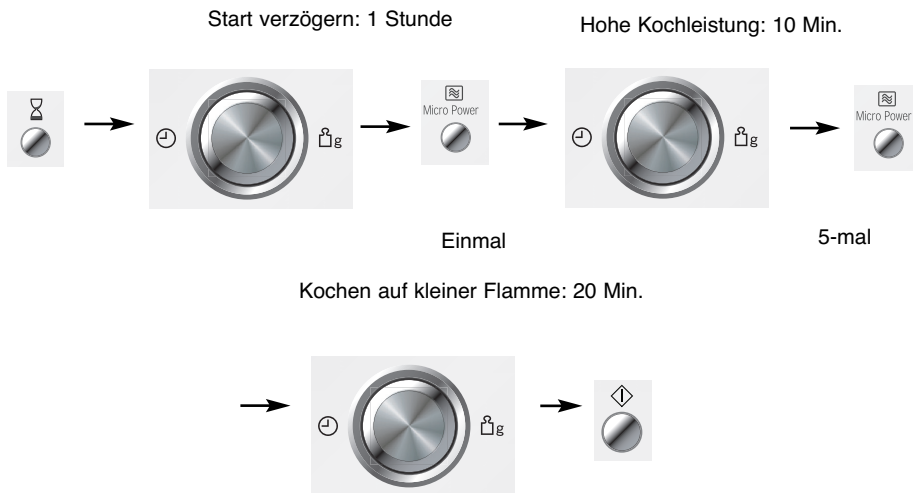 Start verzögern: 1 Stunde
Hohe Kochleistung: 10 Min.
Micro Power
g
Micro Power
g
Einmal
5-mal
Kochen auf kleiner Flamme: 20 Min.
g